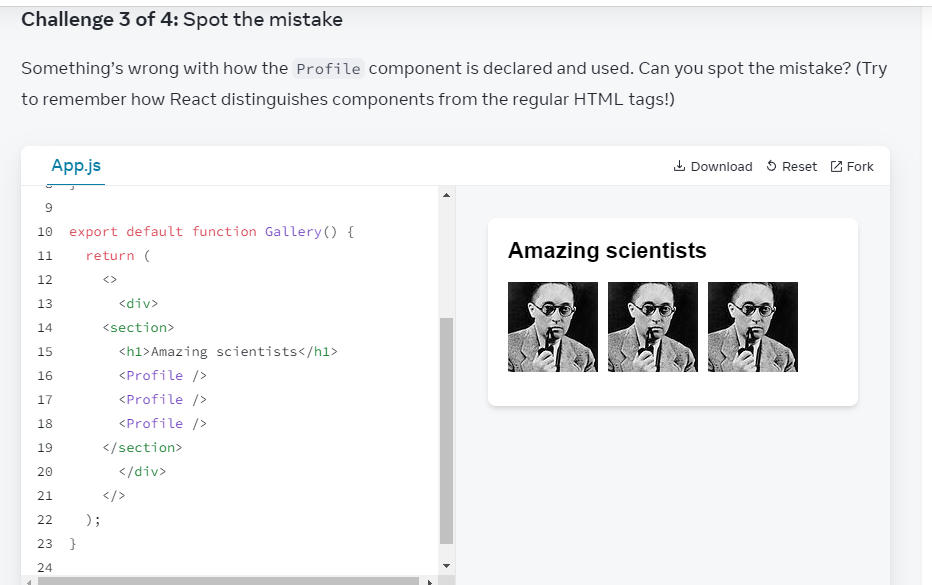 Challenge 3 of 4: Spot the mistake
Something's wrong with how the Profile component is declared and used. Can you spot the mistake? (Try
to remember how React distinguishes components from the regular HTML tags!)
App.js
Download Reset Fork
9
10 export default function Gallery() {
11 return (
12 <>
13 <div>
14 <section>
15 <h1>Amazing scientists</h1>
16 <Profile />
17 <Profile />
18 <Profile />
19 </section>
20 </div>
21 </>
22 );
23 }
24
Amazing scientists